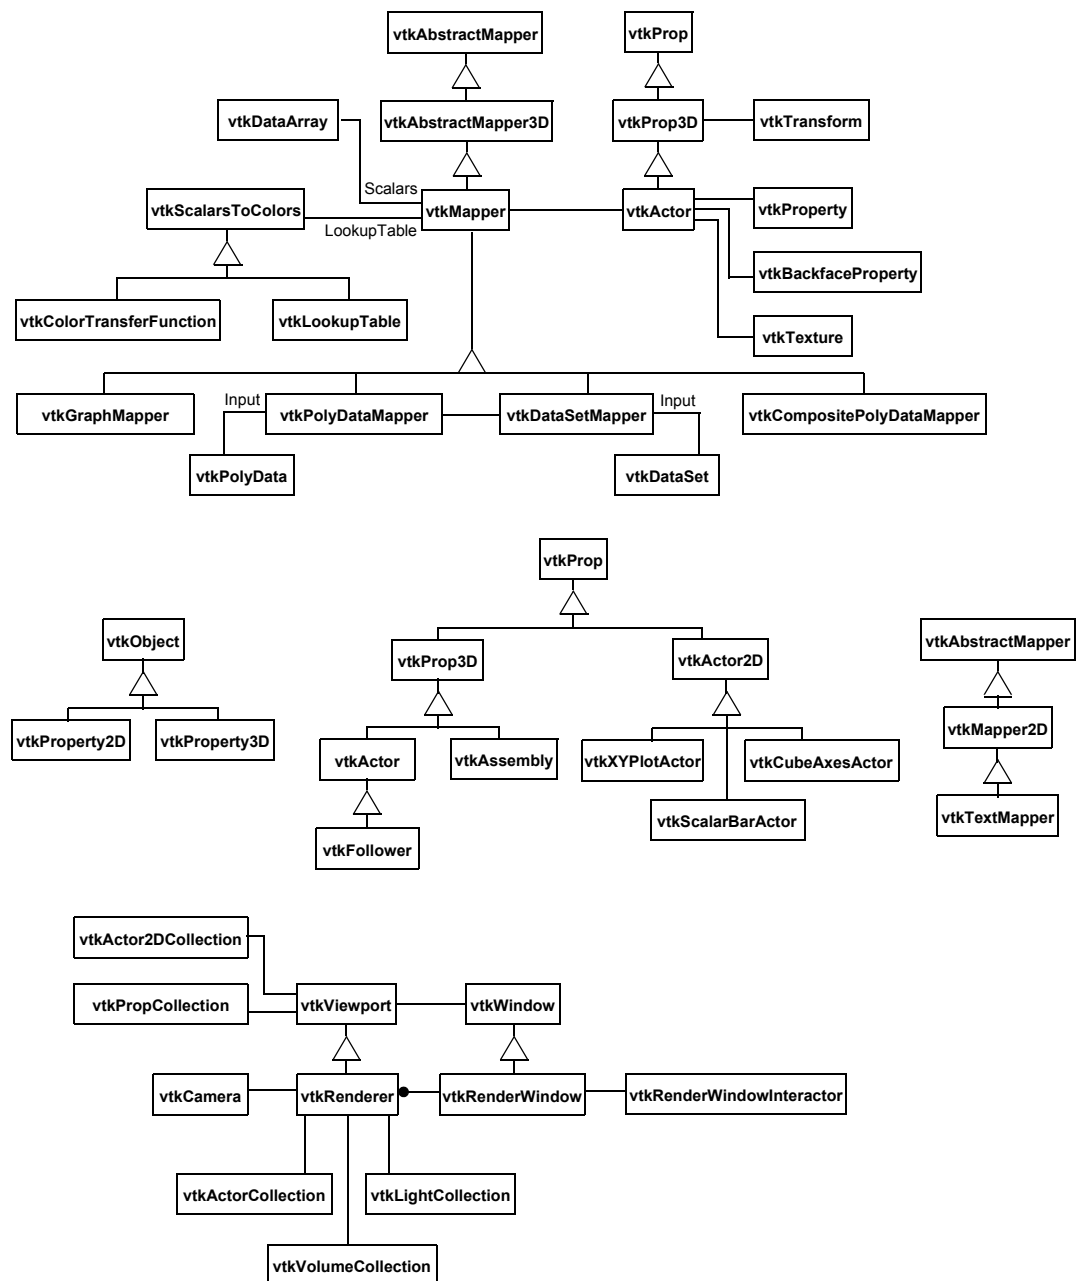 vtkAbstractMapper
vtkProp
vtkDataArray
vtkAbstractMapper3D
vtkProp3D
vtkTransform
Scalars
vtkScalarsToColors
vtkMapper
vtkActor
vtkProperty
LookupTable
vtkBackfaceProperty
vtkColorTransferFunction
vtkLookupTable
vtkTexture
Input
Input
vtkGraphMapper
vtkPolyDataMapper
vtkDataSetMapper
vtkCompositePolyDataMapper
vtkPolyData
vtkDataSet
vtkProp
vtkObject
vtkProp3D
vtkActor2D
vtkAbstractMapper
vtkProperty2D
vtkProperty3D
vtkMapper2D
vtkActor
vtkAssembly
vtkXYPlotActor
vtkCubeAxesActor
vtkScalarBarActor
vtkTextMapper
vtkFollower
vtkActor2DCollection
vtkPropCollection
vtkViewport
vtkWindow
vtkCamera
vtkRenderer
vtkRenderWindow
vtkRenderWindowInteractor
vtkActorCollection
vtkLightCollection
vtkVolumeCollection